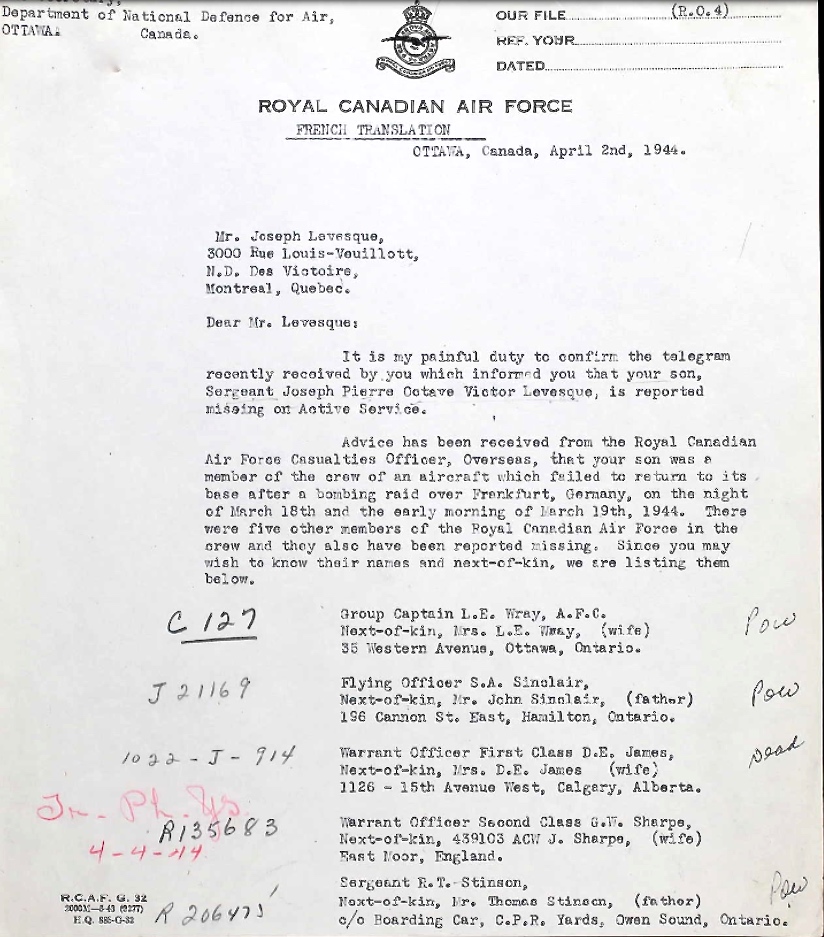 Department of National Defence for Air,
OTTAWA. Canada.
OUR FILE (R.O.4)
REF. YOUR
DATED
ROYAL CANADIAN AIR FORCE
FRENCH TRANSLATION
OTTAWA, Canada, April 2nd, 1944.
Mr. Joseph Levesque,
3000 Rue Louis-Veuillott,
N.D. Des Victoire,
Montreal, Quebec.
Dear Mr. Levesque:
It is my painful duty to confirm the telegram
recently received by you which informed you that your son,
Sergeant Joseph Pierre Octave Victor Levesque, is reported
missing on Active Service.
Advice has been received from the Royal Canadian
Air Force Casualties Officer, Overseas, that your son was a
member of the crew of an aircraft which failed to return to its
base after a bombing raid over Frankfurt, Germany, on the night
of March 18th and the early morning of March 19th, 1944. There
were five other members of the Royal Canadian Air Force in the
crew and they also have been reported missing. Since you may
wish to know their names and next-of-kin, we are listing them
below.
C 127 Group Captain L.E. Wray, A.F.C. POW
Next-of-kin, Mrs. L.E. Wway, (wife)
35 Western Avenue, Ottawa, Ontario.
J 21169 Flying Officer S.A. Sinclair, POW
Next-of-kin, Mr. John Sinclair, (father)
196 Cannon St. East, Hamilton, Ontario.
1022-J-914 Warrant Officer First Class D.E. James, Dead
Next-of-kin, Mrs. D.E. James (wife)
1126 - 15th Avenue West, Calgary, Alberta.
R135683 Warrant Officer Second Class G.W. Sharpe,
Next-of-kin, 439103 ACW J. Sharpe, (wife)
4-4-44 East Moor, England.
Sergeant R.T. Stinson, POW
R.C.A.F. G. 32 Next-of-kin, Mr. Thomas Stinson, (father)
H.Q. 885-G-32 R 206475 c/o Boarding Car, C.P.R. Yards, Owen Sound, Ontario.